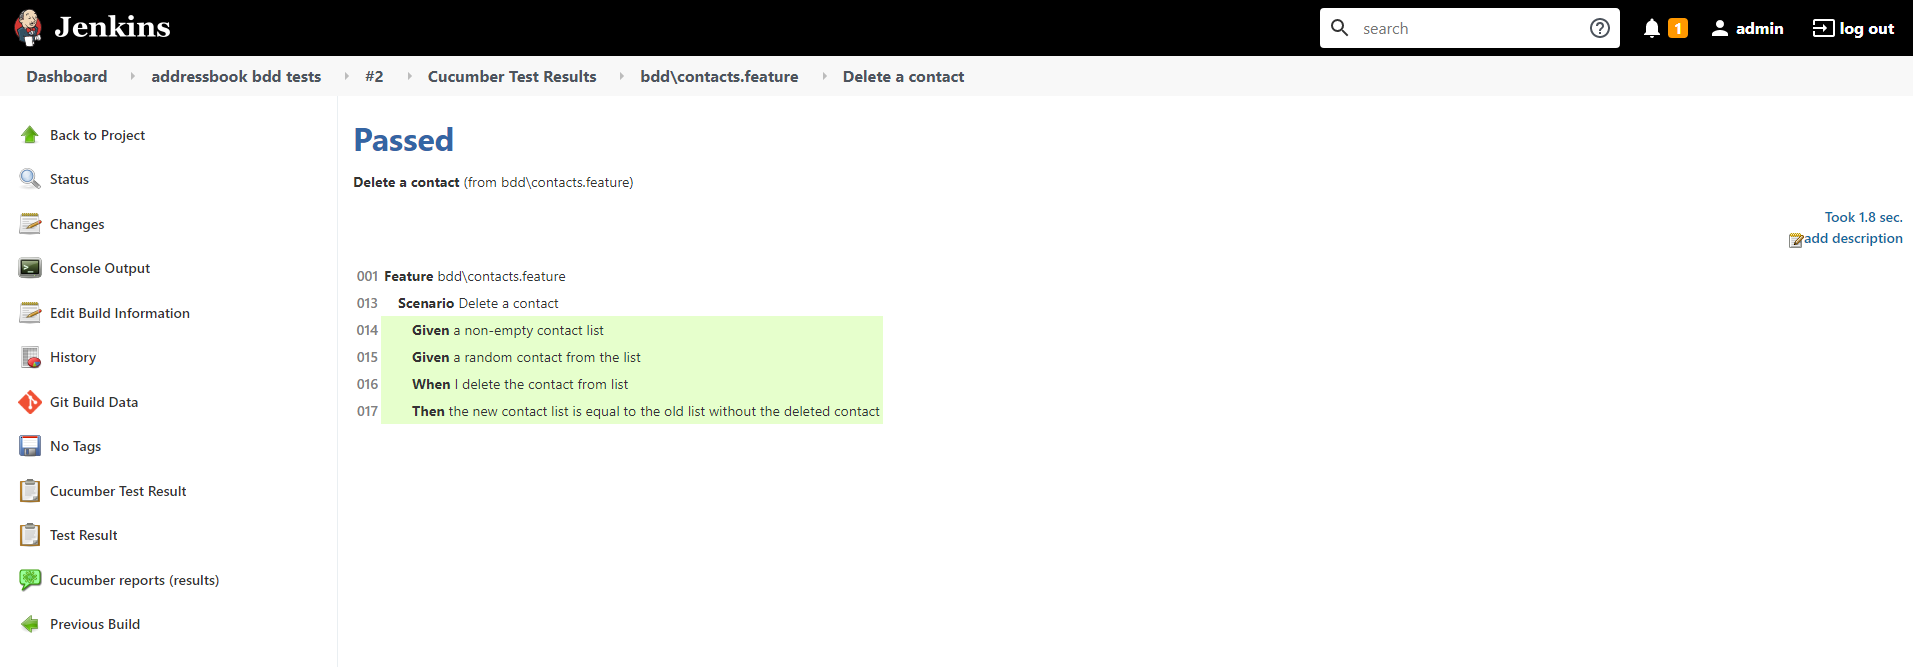 Jenkins
search
1
admin
log out
Dashboard addressbook bdd tests #2 Cucumber Test Results bdd\contacts.feature Delete a contact
Back to Project
Status
Changes
Console Output
Edit Build Information
History
Git Build Data
No Tags
Cucumber Test Result
Test Result
Cucumber reports (results)
Previous Build
Passed
Delete a contact (from bdd\contacts.feature)
Took 1.8 sec.
add description
001 Feature bdd\contacts.feature
013 Scenario Delete a contact
014 Given a non-empty contact list
015 Given a random contact from the list
016 When I delete the contact from list
017 Then the new contact list is equal to the old list without the deleted contact